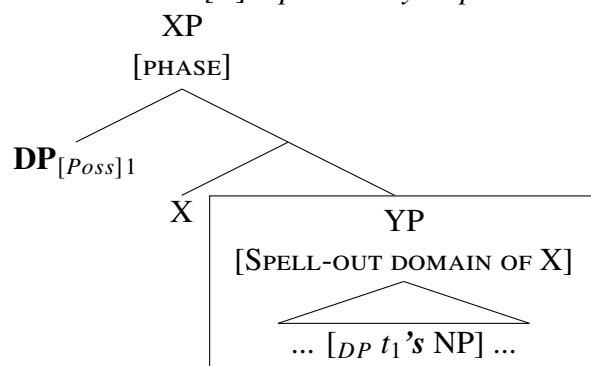 XP
[PHASE]
DP[Poss]1
X
YP
[SPELL-OUT DOMAIN OF X]
... [DP t1's NP] ...